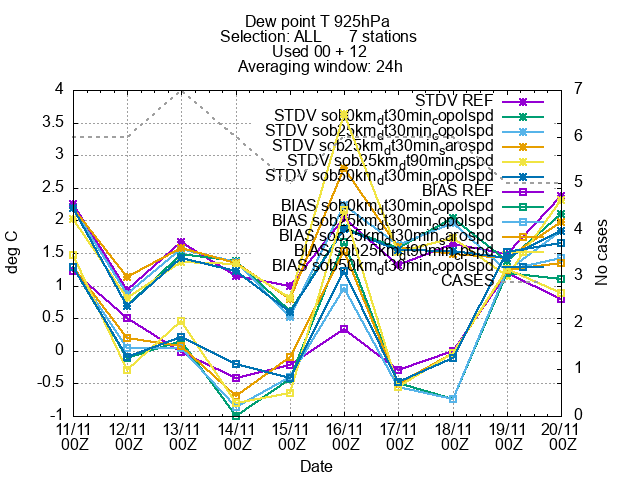 Dew point T 925hPa
Selection: ALL      7 stations
Used 00 + 12
Averaging window: 24h
STDV REF
STDV sob0km_dt30min_copolspd
STDV sob25km_dt30min_copolspd
STDV sob25km_dt30min_sarospd
STDV sob25km_dt90min_cpspd
STDV sob50km_dt30min_copolspd
BIAS REF
BIAS sob0km_dt30min_copolspd
BIAS sob25km_dt30min_copolspd
BIAS sob25km_dt30min_sarospd
BIAS sob25km_dt90min_cpspd
BIAS sob50km_dt30min_copolspd
CASES
deg C
4
3.5
3
2.5
2
1.5
1
0.5
0
-0.5
-1
No cases
7
6
5
4
3
2
1
0
11/11 12/11 13/11 14/11 15/11 16/11 17/11 18/11 19/11 20/11
00Z 00Z 00Z 00Z 00Z 00Z 00Z 00Z 00Z 00Z
Date